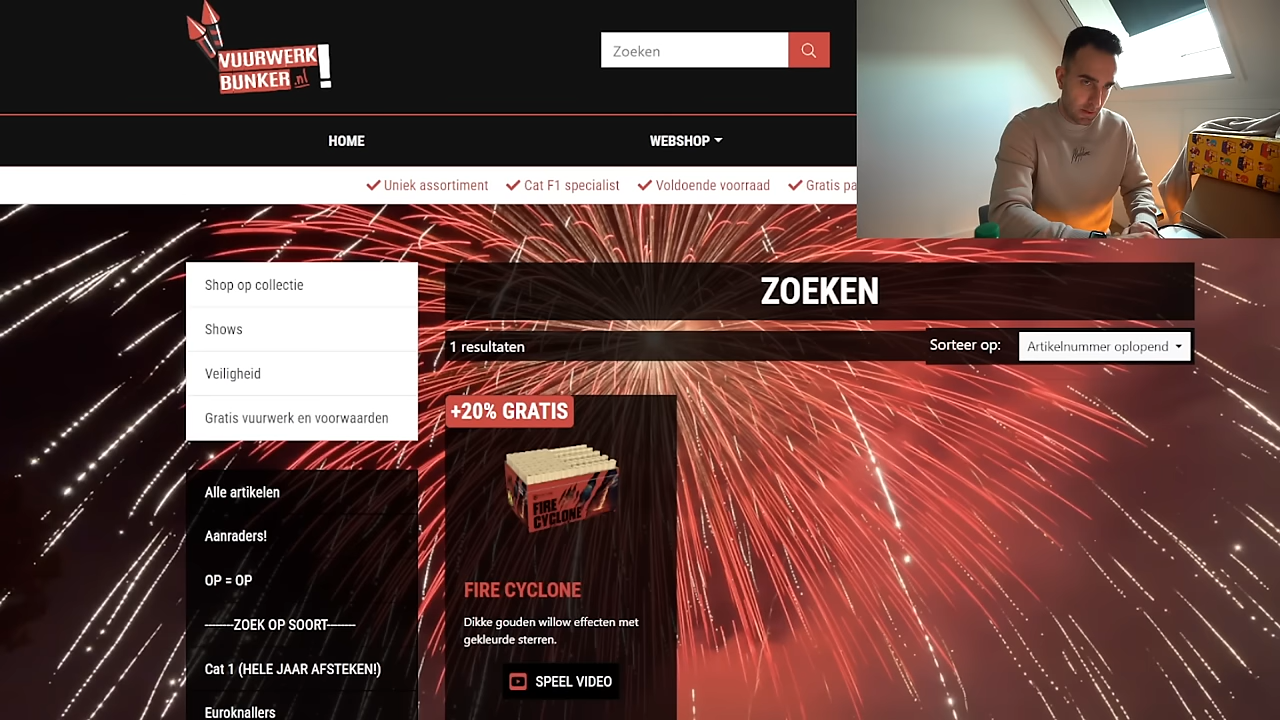 VUURWERK
BUNKER.nl!
Zoeken
HOME
WEBSHOP
Uniek assortiment
Cat F1 specialist
Voldoende voorraad
Gratis pa
Shop op collectie
Shows
Veiligheid
Gratis vuurwerk en voorwaarden
Alle artikelen
Aanraders!
OP = OP
--------ZOEK OP SOORT--------
Cat 1 (HELE JAAR AFSTEKEN!)
Euroknallers
ZOEKEN
1 resultaten
Sorteer op:
Artikelnummer oplopend
+20% GRATIS
FIRE
CYCLONE
FIRE CYCLONE
Dikke gouden willow effecten met
gekleurde sterren.
SPEEL VIDEO